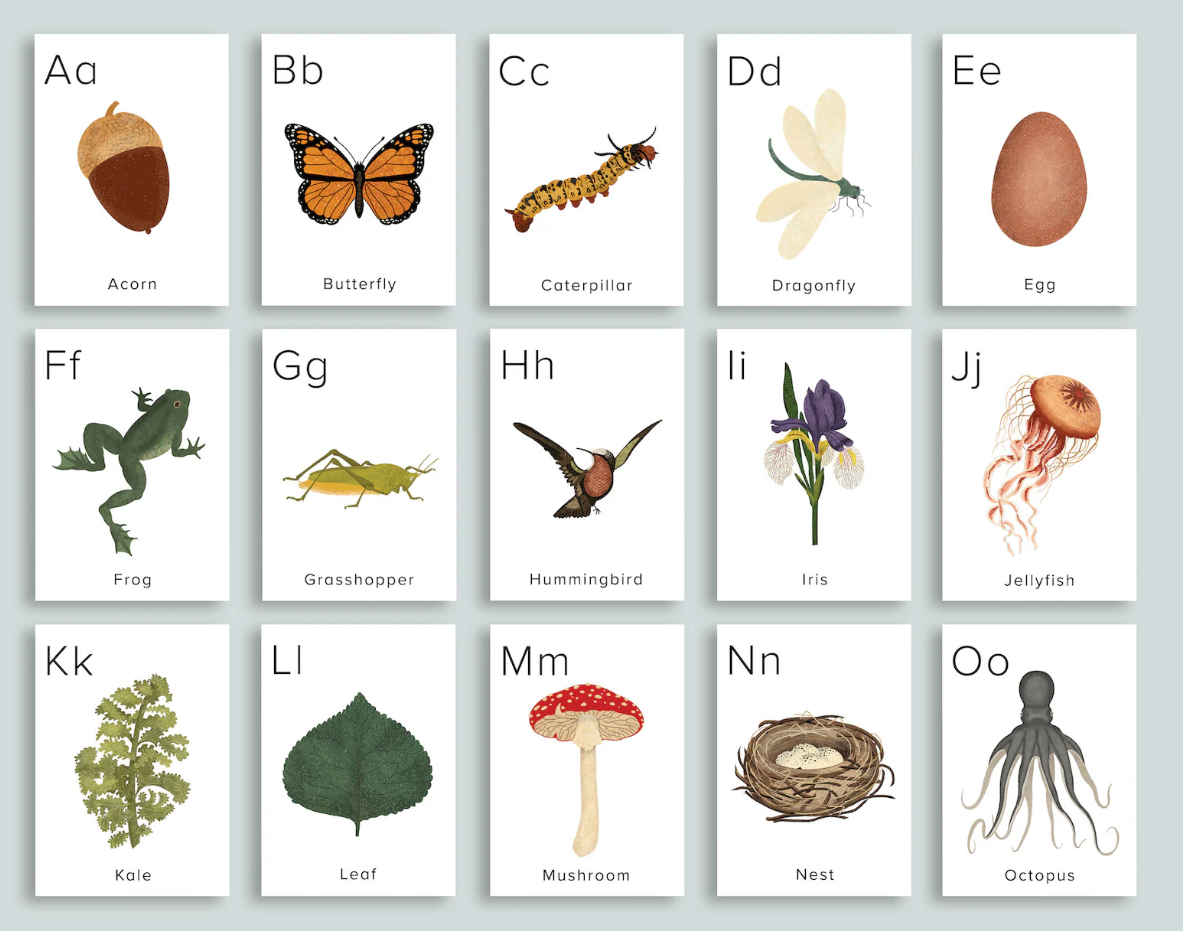 Aa
Acorn
Bb
Butterfly
Cc
Caterpillar
Dd
Dragonfly
Ee
Egg
Ff
Frog
Gg
Grasshopper
Hh
Hummingbird
Ii
Iris
Jj
Jellyfish
Kk
Kale
Ll
Leaf
Mm
Mushroom
Nn
Nest
Oo
Octopus